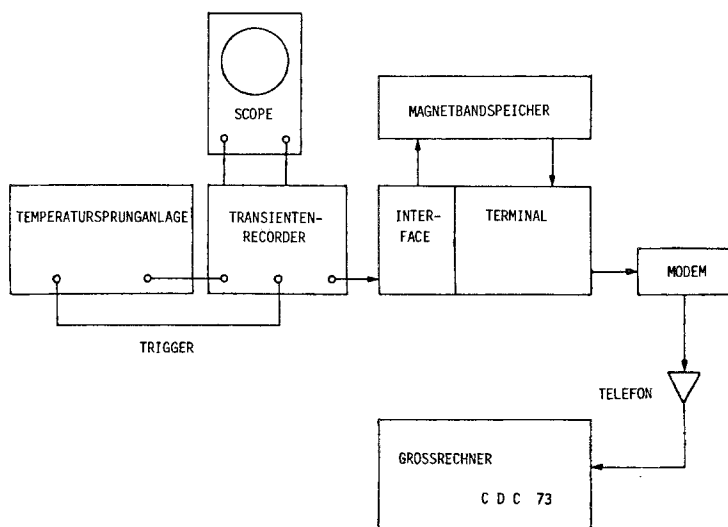 SCOPE
MAGNETBANDSPEICHER
TEMPERATURSPRUNGANLAGE
TRANSIENTEN-
RECORDER
INTER-
FACE
TERMINAL
MODEM
TRIGGER
TELEFON
GROSSRECHNER
C D C 73